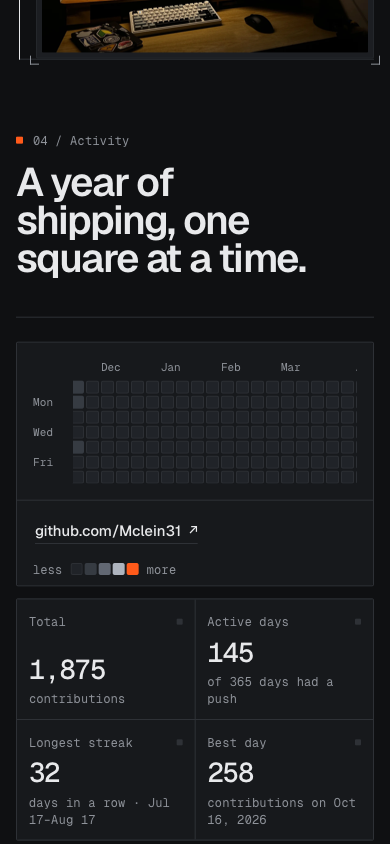 04 / Activity
A year of
shipping, one
square at a time.
Dec Jan Feb Mar
Mon
Wed
Fri
github.com/Mclein31 ↗
less more
Total
1,875
contributions
Active days
145
of 365 days had a
push
Longest streak
32
days in a row · Jul
17–Aug 17
Best day
258
contributions on Oct
16, 2026